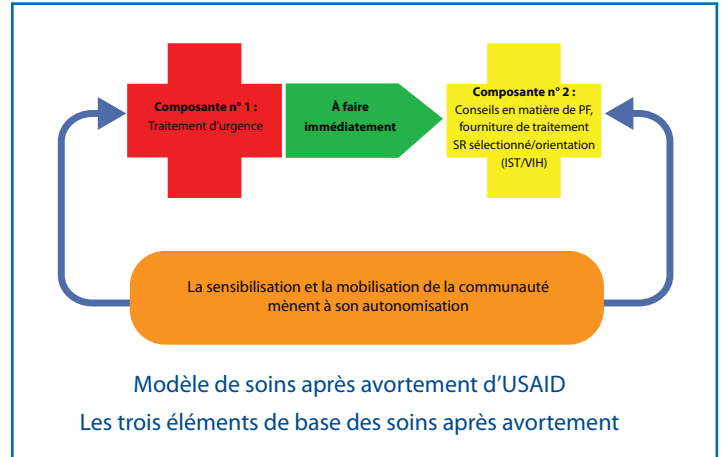 Composante n° 1 :
Traitement d'urgence
À faire
immédiatement
Composante n° 2 :
Conseils en matière de PF,
fourniture de traitement
SR sélectionné/orientation
(IST/VIH)
La sensibilisation et la mobilisation de la communauté
mènent à son autonomisation
Modèle de soins après avortement d’USAID
Les trois éléments de base des soins après avortement